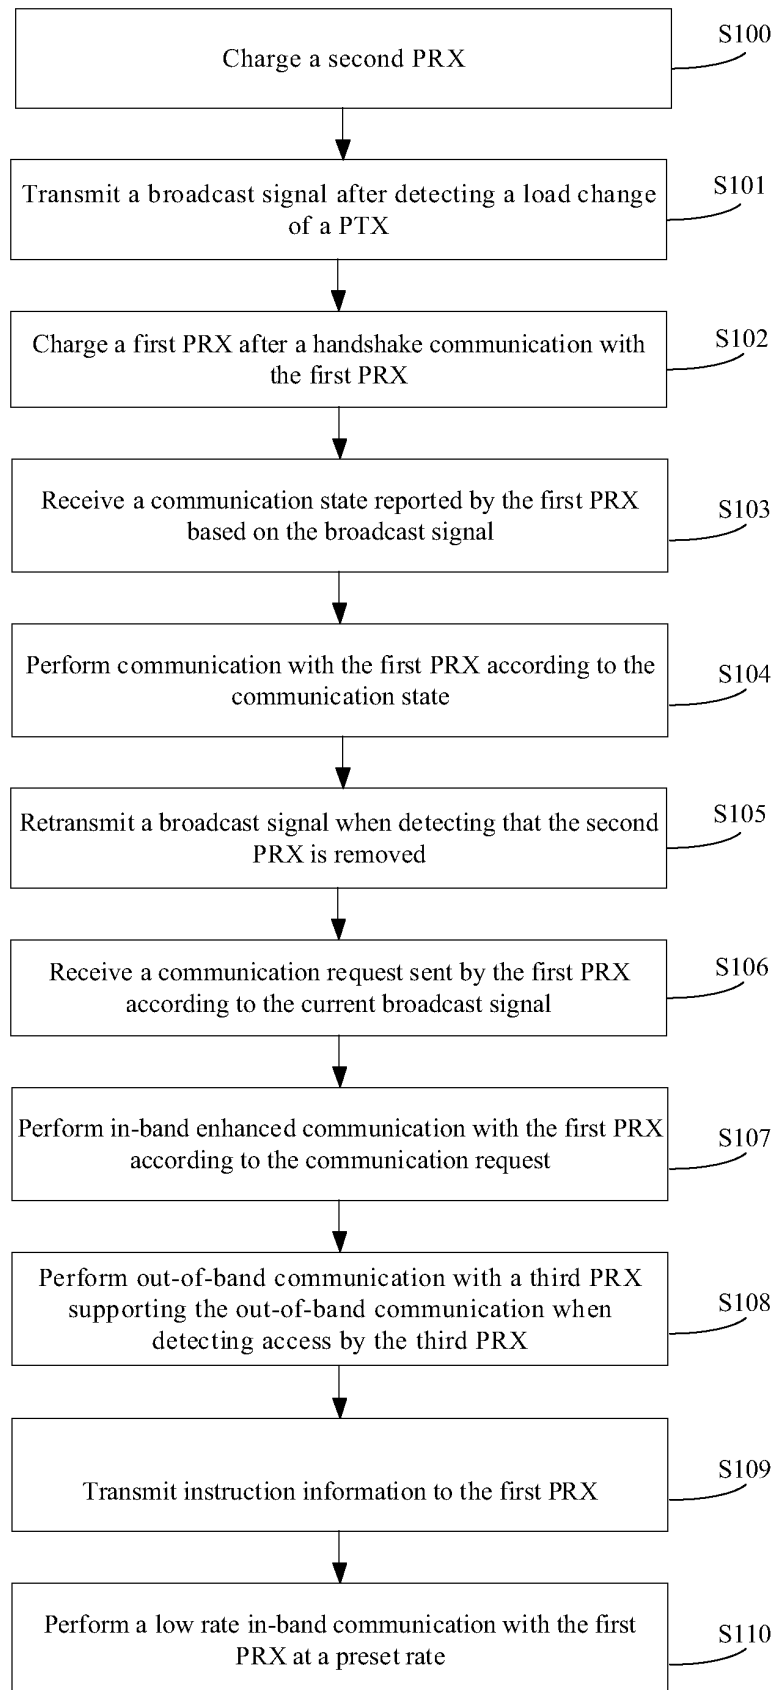 Charge a second PRX
S100
Transmit a broadcast signal after detecting a load change
of a PTX
S101
Charge a first PRX after a handshake communication with
the first PRX
S102
Receive a communication state reported by the first PRX
based on the broadcast signal
S103
Perform communication with the first PRX according to the
communication state
S104
Retransmit a broadcast signal when detecting that the second
PRX is removed
S105
Receive a communication request sent by the first PRX
according to the current broadcast signal
S106
Perform in-band enhanced communication with the first PRX
according to the communication request
S107
Perform out-of-band communication with a third PRX
supporting the out-of-band communication when
detecting access by the third PRX
S108
Transmit instruction information to the first PRX
S109
Perform a low rate in-band communication with the first
PRX at a preset rate
S110